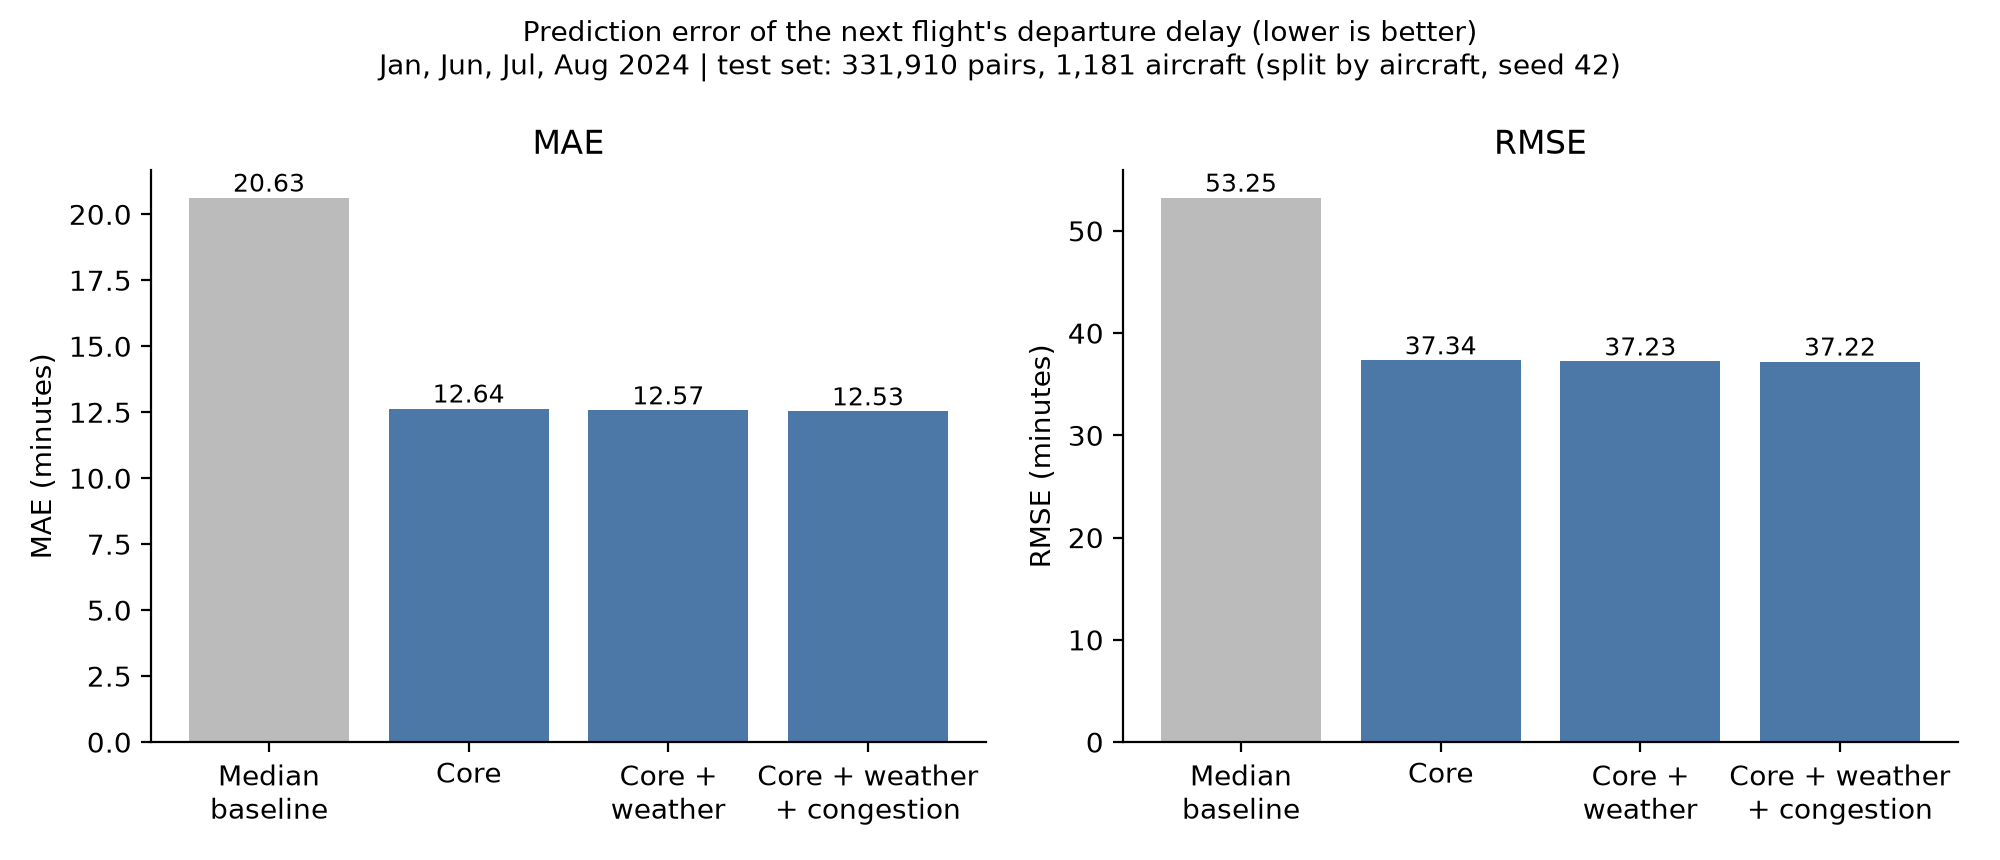 Prediction error of the next flight's departure delay (lower is better)
Jan, Jun, Jul, Aug 2024 | test set: 331,910 pairs, 1,181 aircraft (split by aircraft, seed 42)
MAE
MAE (minutes)
20.0
17.5
15.0
12.5
10.0
7.5
5.0
2.5
0.0
20.63
12.64
12.57
12.53
Median
baseline
Core
Core +
weather
Core + weather
+ congestion
RMSE
RMSE (minutes)
50
40
30
20
10
0
53.25
37.34
37.23
37.22
Median
baseline
Core
Core +
weather
Core + weather
+ congestion